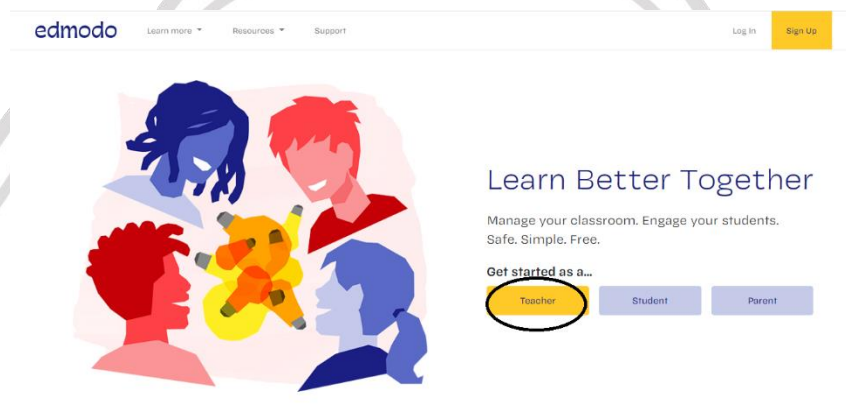 edmodo Learn more Resources Support Log In Sign Up
Learn Better Together
Manage your classroom. Engage your students.
Safe. Simple. Free.
Get started as a...
Teacher Student Parent